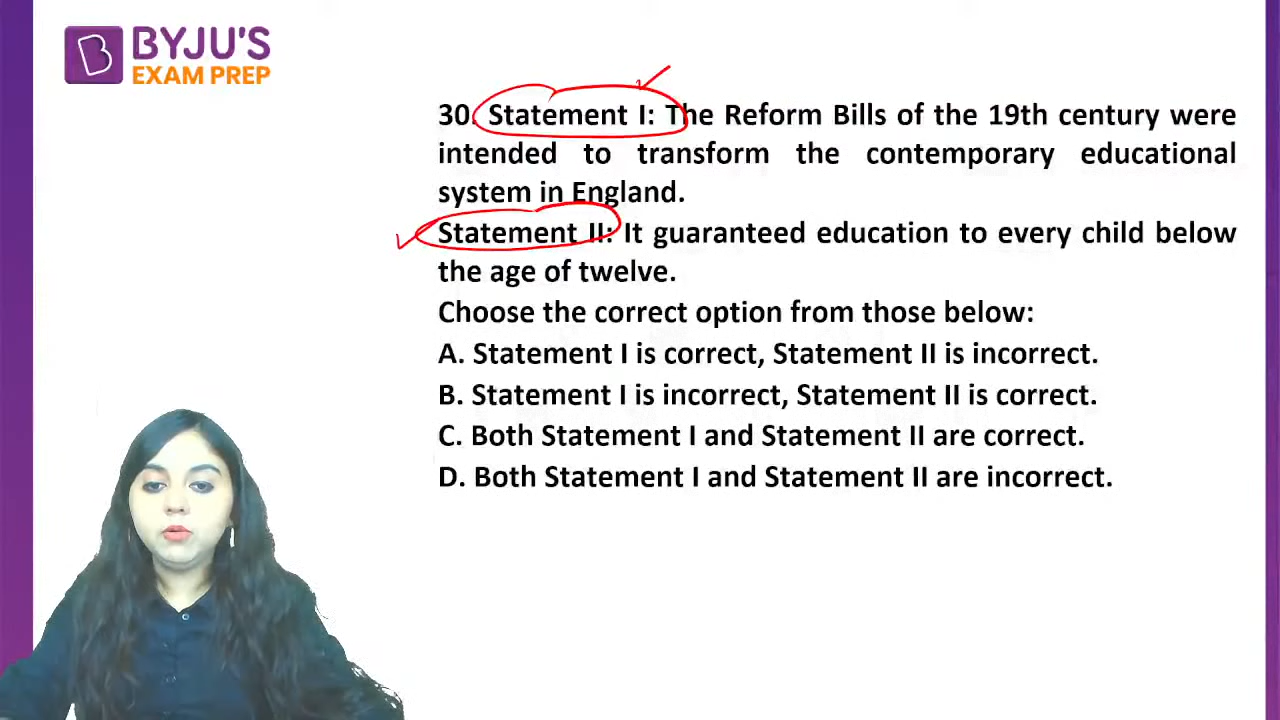 BYJU'S
EXAM PREP
30. Statement I: The Reform Bills of the 19th century were
intended to transform the contemporary educational
system in England.
Statement II: It guaranteed education to every child below
the age of twelve.
Choose the correct option from those below:
A. Statement I is correct, Statement II is incorrect.
B. Statement I is incorrect, Statement II is correct.
C. Both Statement I and Statement II are correct.
D. Both Statement I and Statement II are incorrect.